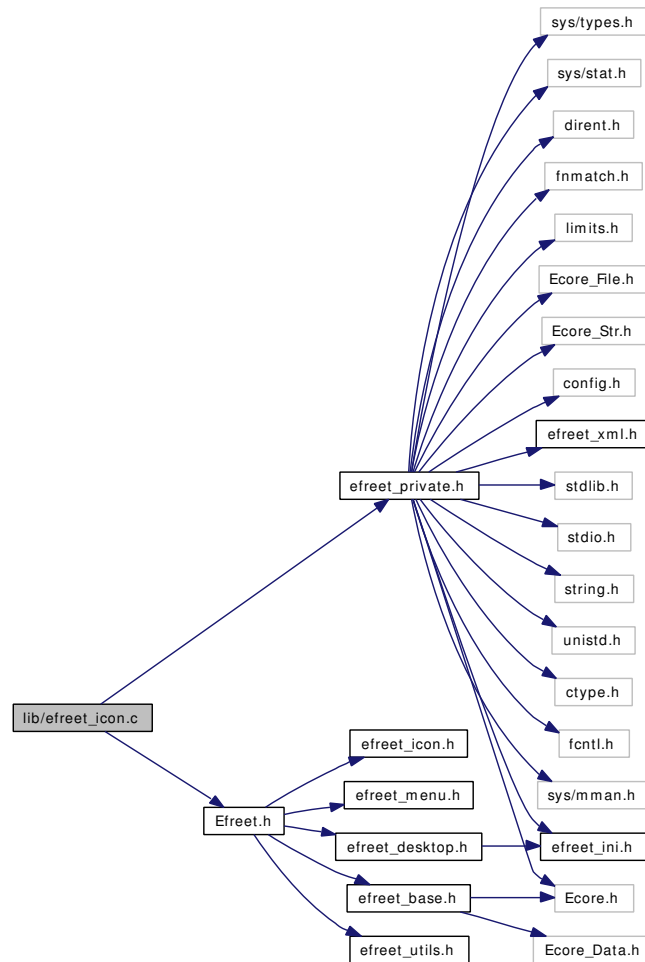 sys/types.h
sys/stat.h
dirent.h
fnmatch.h
limits.h
Ecore_File.h
Ecore_Str.h
config.h
efreet_xml.h
efreet_private.h
stdlib.h
stdio.h
string.h
unistd.h
ctype.h
lib/efreet_icon.c
efreet_icon.h
fcntl.h
efreet_menu.h
sys/mman.h
Efreet.h
efreet_desktop.h
efreet_ini.h
efreet_base.h
Ecore.h
efreet_utils.h
Ecore_Data.h